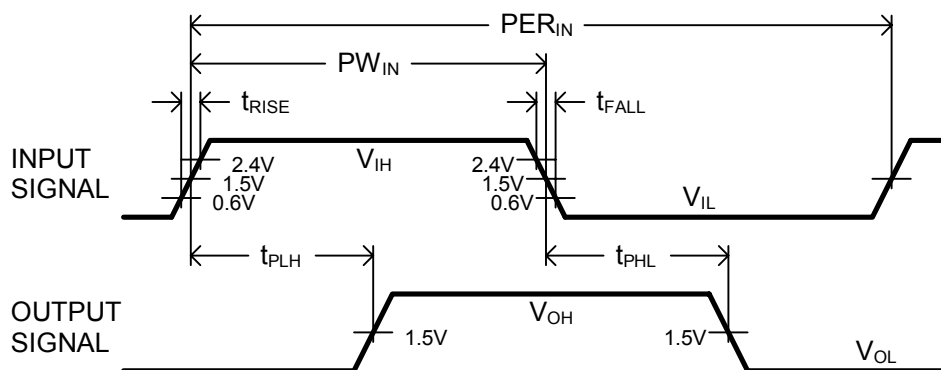 PER_IN
PW_IN
t_RISE
t_FALL
INPUT
SIGNAL
V_IH
2.4V
1.5V
0.6V
2.4V
1.5V
0.6V
V_IL
t_PLH
t_PHL
OUTPUT
SIGNAL
V_OH
1.5V
1.5V
V_OL